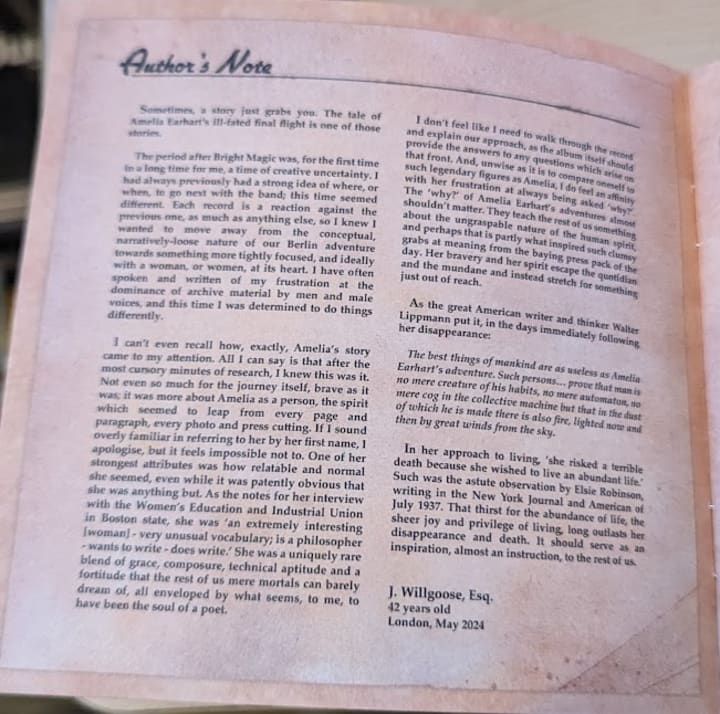 Author's Note
Sometimes, a story just grabs you. The tale of
Amelia Earhart's ill-fated final flight is one of those
stories.
The period after Bright Magic was, for the first time
in a long time for me, a time of creative uncertainty. I
had always previously had a strong idea of where, or
when, to go next with the band; this time seemed
different. Each record is a reaction against the
previous one, as much as anything else, so I knew I
wanted to move away from the conceptual,
narratively-loose nature of our Berlin adventure
towards something more tightly focused, and ideally
with a woman, or women, at its heart. I have often
spoken and written of my frustration at the
dominance of archive material by men and male
voices, and this time I was determined to do things
differently.
I can't even recall how, exactly, Amelia's story
came to my attention. All I can say is that after the
most cursory minutes of research, I knew this was it.
Not even so much for the journey itself, brave as it
was; it was more about Amelia as a person, the spirit
which seemed to leap from every page and
paragraph, every photo and press cutting. If I sound
overly familiar in referring to her by her first name, I
apologise, but it feels impossible not to. One of her
strongest attributes was how relatable and normal
she seemed, even while it was patently obvious that
she was anything but. As the notes for her interview
with the Women's Education and Industrial Union
in Boston state, she was 'an extremely interesting
[woman] - very unusual vocabulary; is a philosopher
- wants to write - does write.' She was a uniquely rare
blend of grace, composure, technical aptitude and a
fortitude that the rest of us mere mortals can barely
dream of, all enveloped by what seems, to me, to
have been the soul of a poet.
I don't feel like I need to walk through the record
and explain our approach, as the album itself should
provide the answers to any questions which arise on
that front. And, unwise as it is to compare oneself to
such legendary figures as Amelia, I do feel an affinity
with her frustration at always being asked 'why?'.
The 'why?' of Amelia Earhart's adventures almost
shouldn't matter. They teach the rest of us something
about the ungraspable nature of the human spirit,
and perhaps that is partly what inspired such clumsy
grabs at meaning from the baying press pack of the
day. Her bravery and her spirit escape the quotidian
and the mundane and instead stretch for something
just out of reach.
As the great American writer and thinker Walter
Lippmann put it, in the days immediately following
her disappearance:
The best things of mankind are as useless as Amelia
Earhart's adventure. Such persons... prove that man is
no mere creature of his habits, no mere automaton, no
mere cog in the collective machine but that in the dust
of which he is made there is also fire, lighted now and
then by great winds from the sky.
In her approach to living, 'she risked a terrible
death because she wished to live an abundant life.'
Such was the astute observation by Elsie Robinson,
writing in the New York Journal and American of
July 1937. That thirst for the abundance of life, the
sheer joy and privilege of living, long outlasts her
disappearance and death. It should serve as an
inspiration, almost an instruction, to the rest of us.
J. Willgoose, Esq.
42 years old
London, May 2024